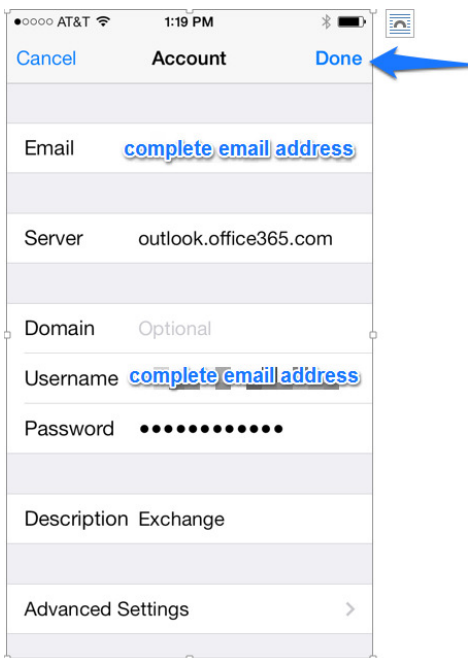 AT&T 1:19 PM
Cancel Account Done
Email complete email address
Server outlook.office365.com
Domain Optional
Username complete email address
Password ••••••••••••
Description Exchange
Advanced Settings